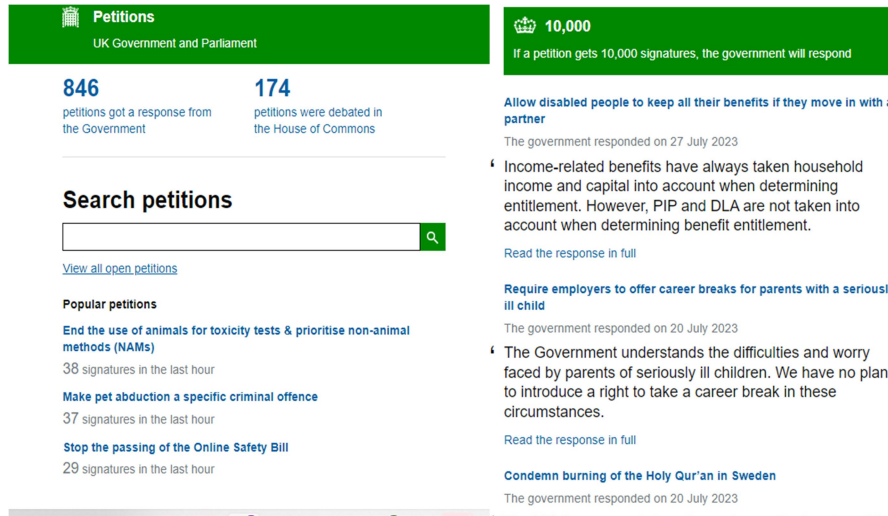 Petitions
UK Government and Parliament
846
petitions got a response from
the Government
174
petitions were debated in
the House of Commons
Search petitions
View all open petitions
Popular petitions
End the use of animals for toxicity tests & prioritise non-animal
methods (NAMs)
38 signatures in the last hour
Make pet abduction a specific criminal offence
37 signatures in the last hour
Stop the passing of the Online Safety Bill
29 signatures in the last hour
10,000
If a petition gets 10,000 signatures, the government will respond
Allow disabled people to keep all their benefits if they move in with a
partner
The government responded on 27 July 2023
‘ Income-related benefits have always taken household
income and capital into account when determining
entitlement. However, PIP and DLA are not taken into
account when determining benefit entitlement.
Read the response in full
Require employers to offer career breaks for parents with a seriousl
ill child
The government responded on 20 July 2023
‘ The Government understands the difficulties and worry
faced by parents of seriously ill children. We have no plan
to introduce a right to take a career break in these
circumstances.
Read the response in full
Condemn burning of the Holy Qur'an in Sweden
The government responded on 20 July 2023